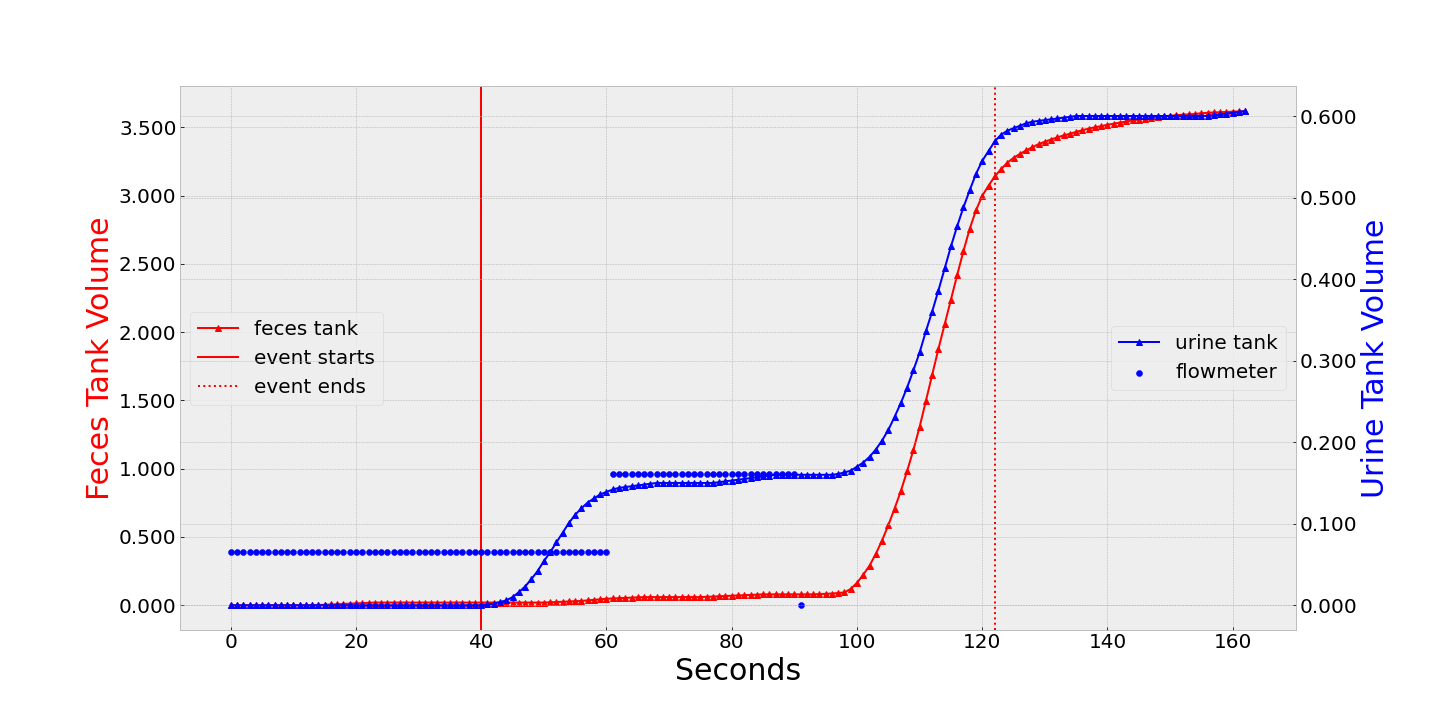 Feces Tank Volume
3.500
3.000
2.500
2.000
1.500
1.000
0.500
0.000
feces tank
event starts
event ends
urine tank
flowmeter
0.600
0.500
0.400
0.300
0.200
0.100
0.000
Urine Tank Volume
0 20 40 60 80 100 120 140 160
Seconds